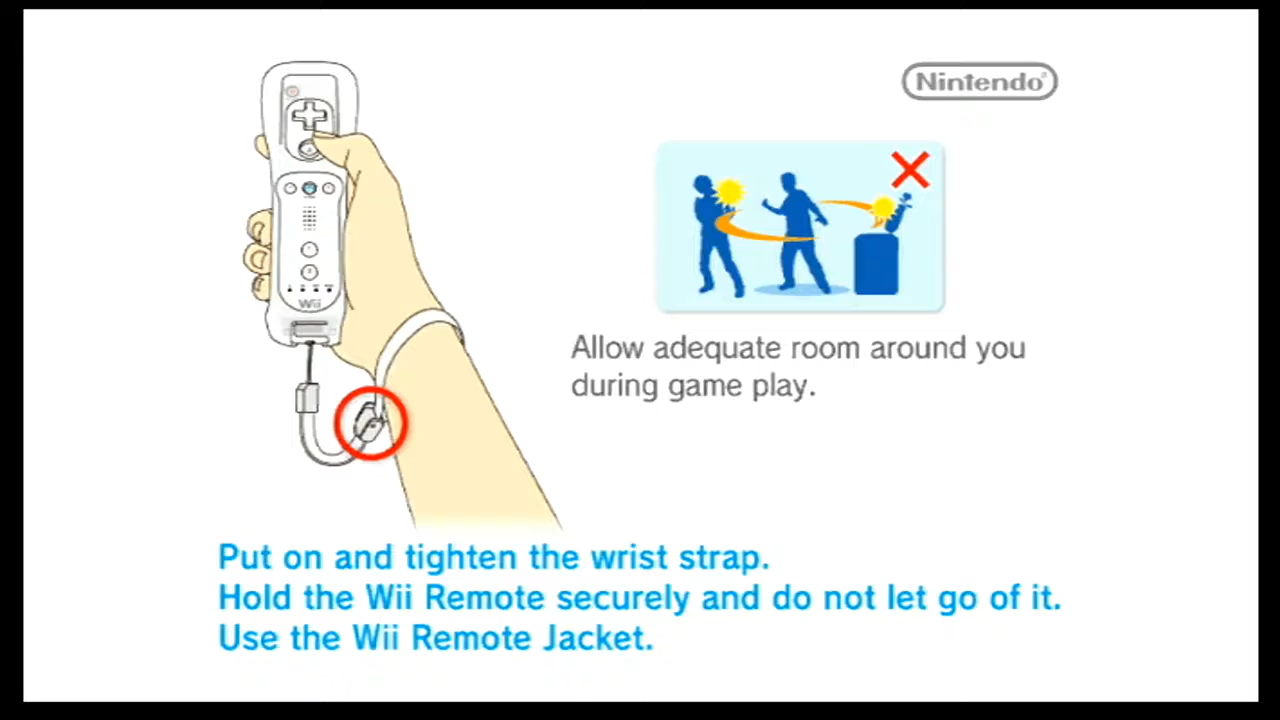 Nintendo
Allow adequate room around you
during game play.
Wii
Put on and tighten the wrist strap.
Hold the Wii Remote securely and do not let go of it.
Use the Wii Remote Jacket.